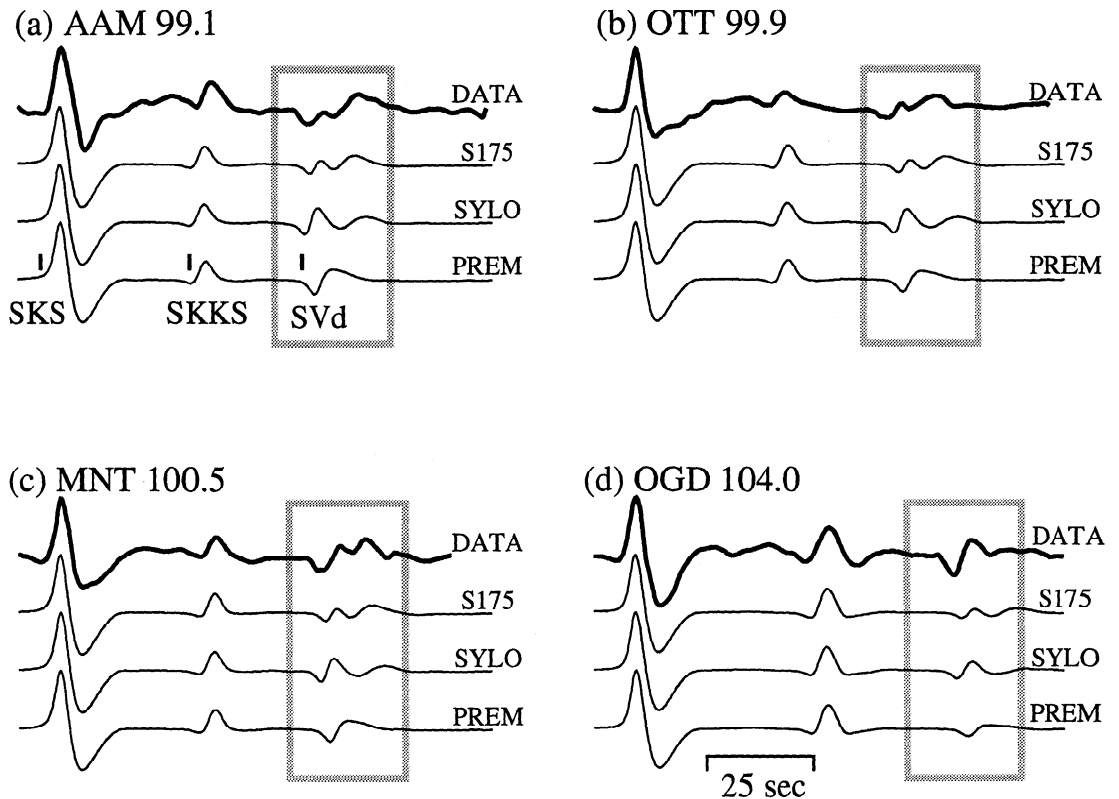 (a) AAM 99.1
DATA
S175
SYLO
PREM
SKS
SKKS
SVd
(b) OTT 99.9
DATA
S175
SYLO
PREM
(c) MNT 100.5
DATA
S175
SYLO
PREM
(d) OGD 104.0
DATA
S175
SYLO
PREM
25 sec